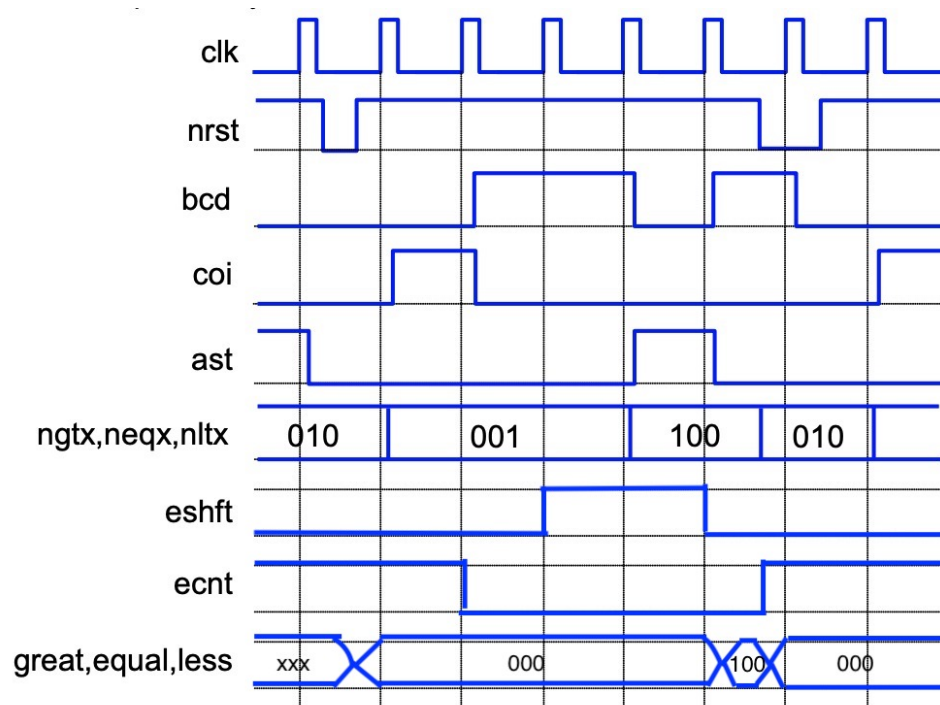 clk
nrst
bcd
coi
ast
ngtx,neqx,nltx 010 001 100 010
eshft
ecnt
great,equal,less xxx 000 100 000